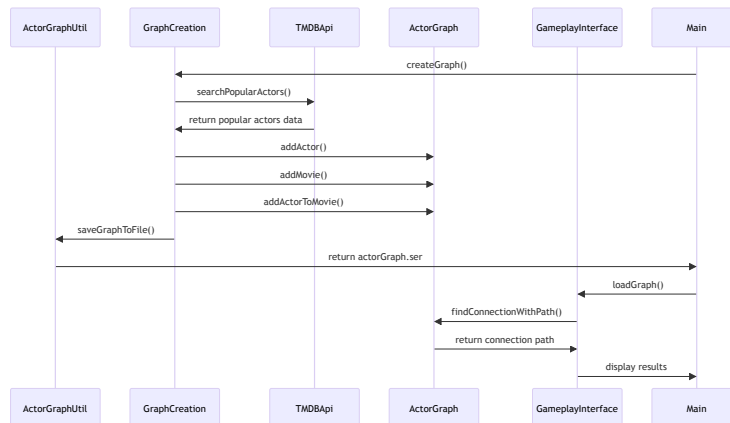 ActorGraphUtil GraphCreation TMDBApi ActorGraph GameplayInterface Main
createGraph()
searchPopularActors()
return popular actors data
addActor()
addMovie()
addActorToMovie()
saveGraphToFile()
return actorGraph.ser
loadGraph()
findConnectionWithPath()
return connection path
display results
ActorGraphUtil GraphCreation TMDBApi ActorGraph GameplayInterface Main